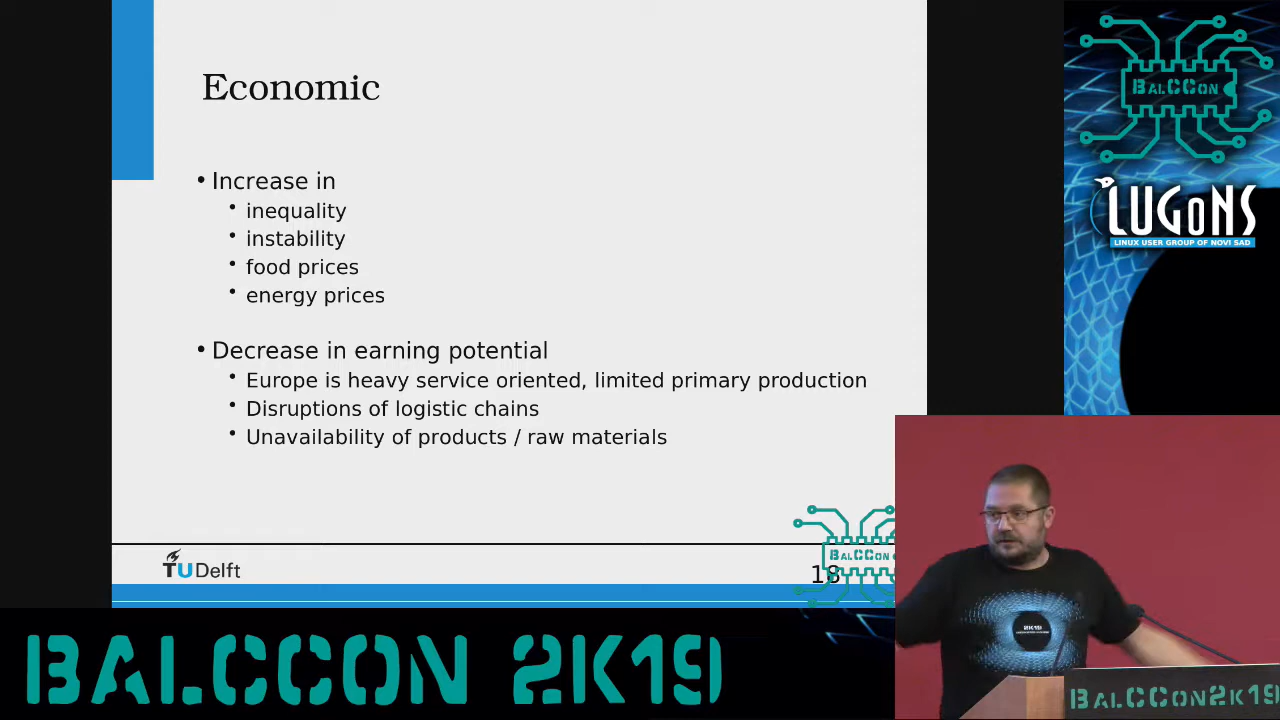 Economic
• Increase in
• inequality
• instability
• food prices
• energy prices
• Decrease in earning potential
• Europe is heavy service oriented, limited primary production
• Disruptions of logistic chains
• Unavailability of products / raw materials
TUDelft
18
BALCCON
BALCCON
LUGONS
LINUX USER GROUP OF NOVI SAD
2K19
BALCCON2K19
BALCCON 2K19